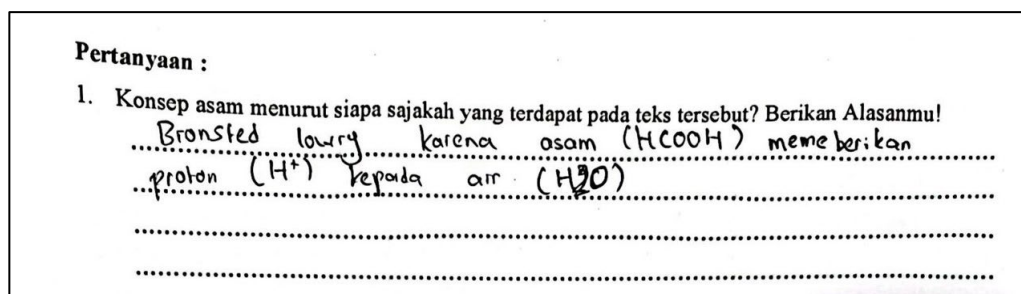 Pertanyaan :
1. Konsep asam menurut siapa sajakah yang terdapat pada teks tersebut? Berikan Alasanmu!
Bronsted lowry karena asam (HCOOH) memeberikan
proton (H+) kepada air (H2O)